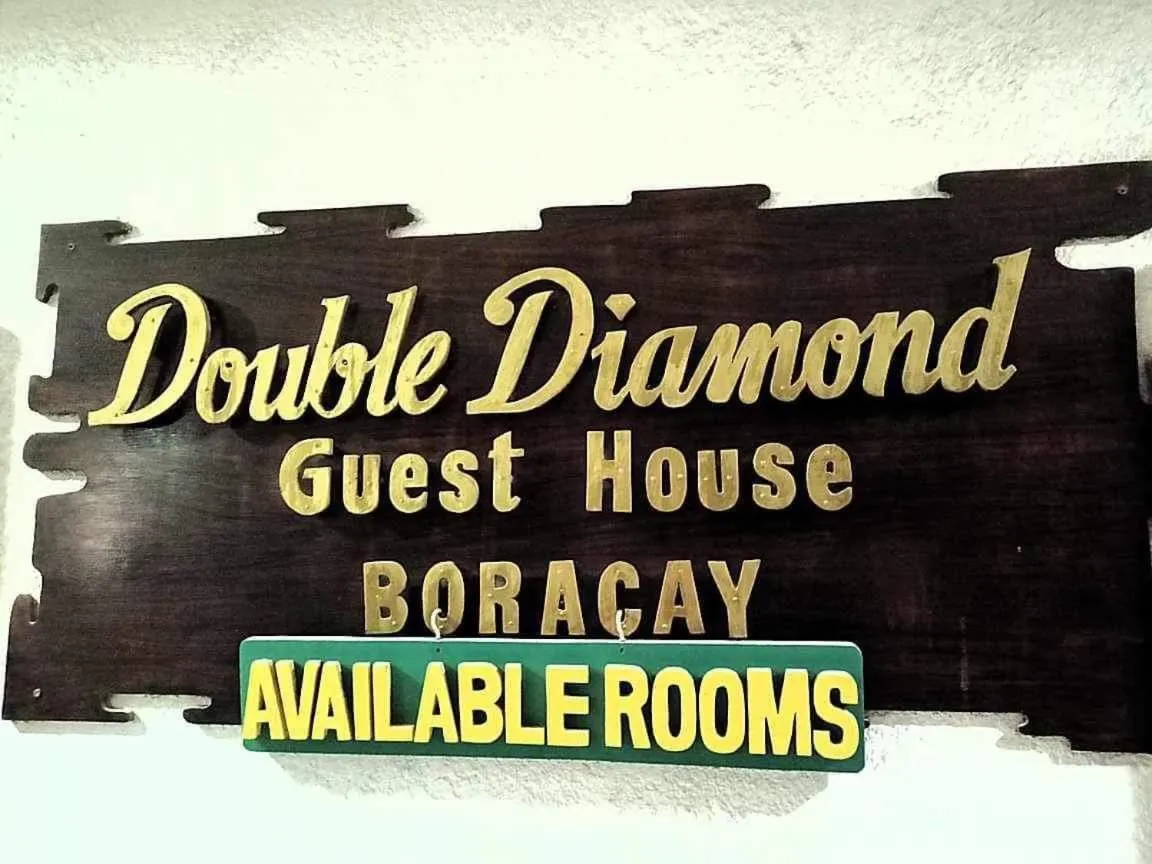 Double Diamond
Guest House
BORACAY
AVAILABLE ROOMS